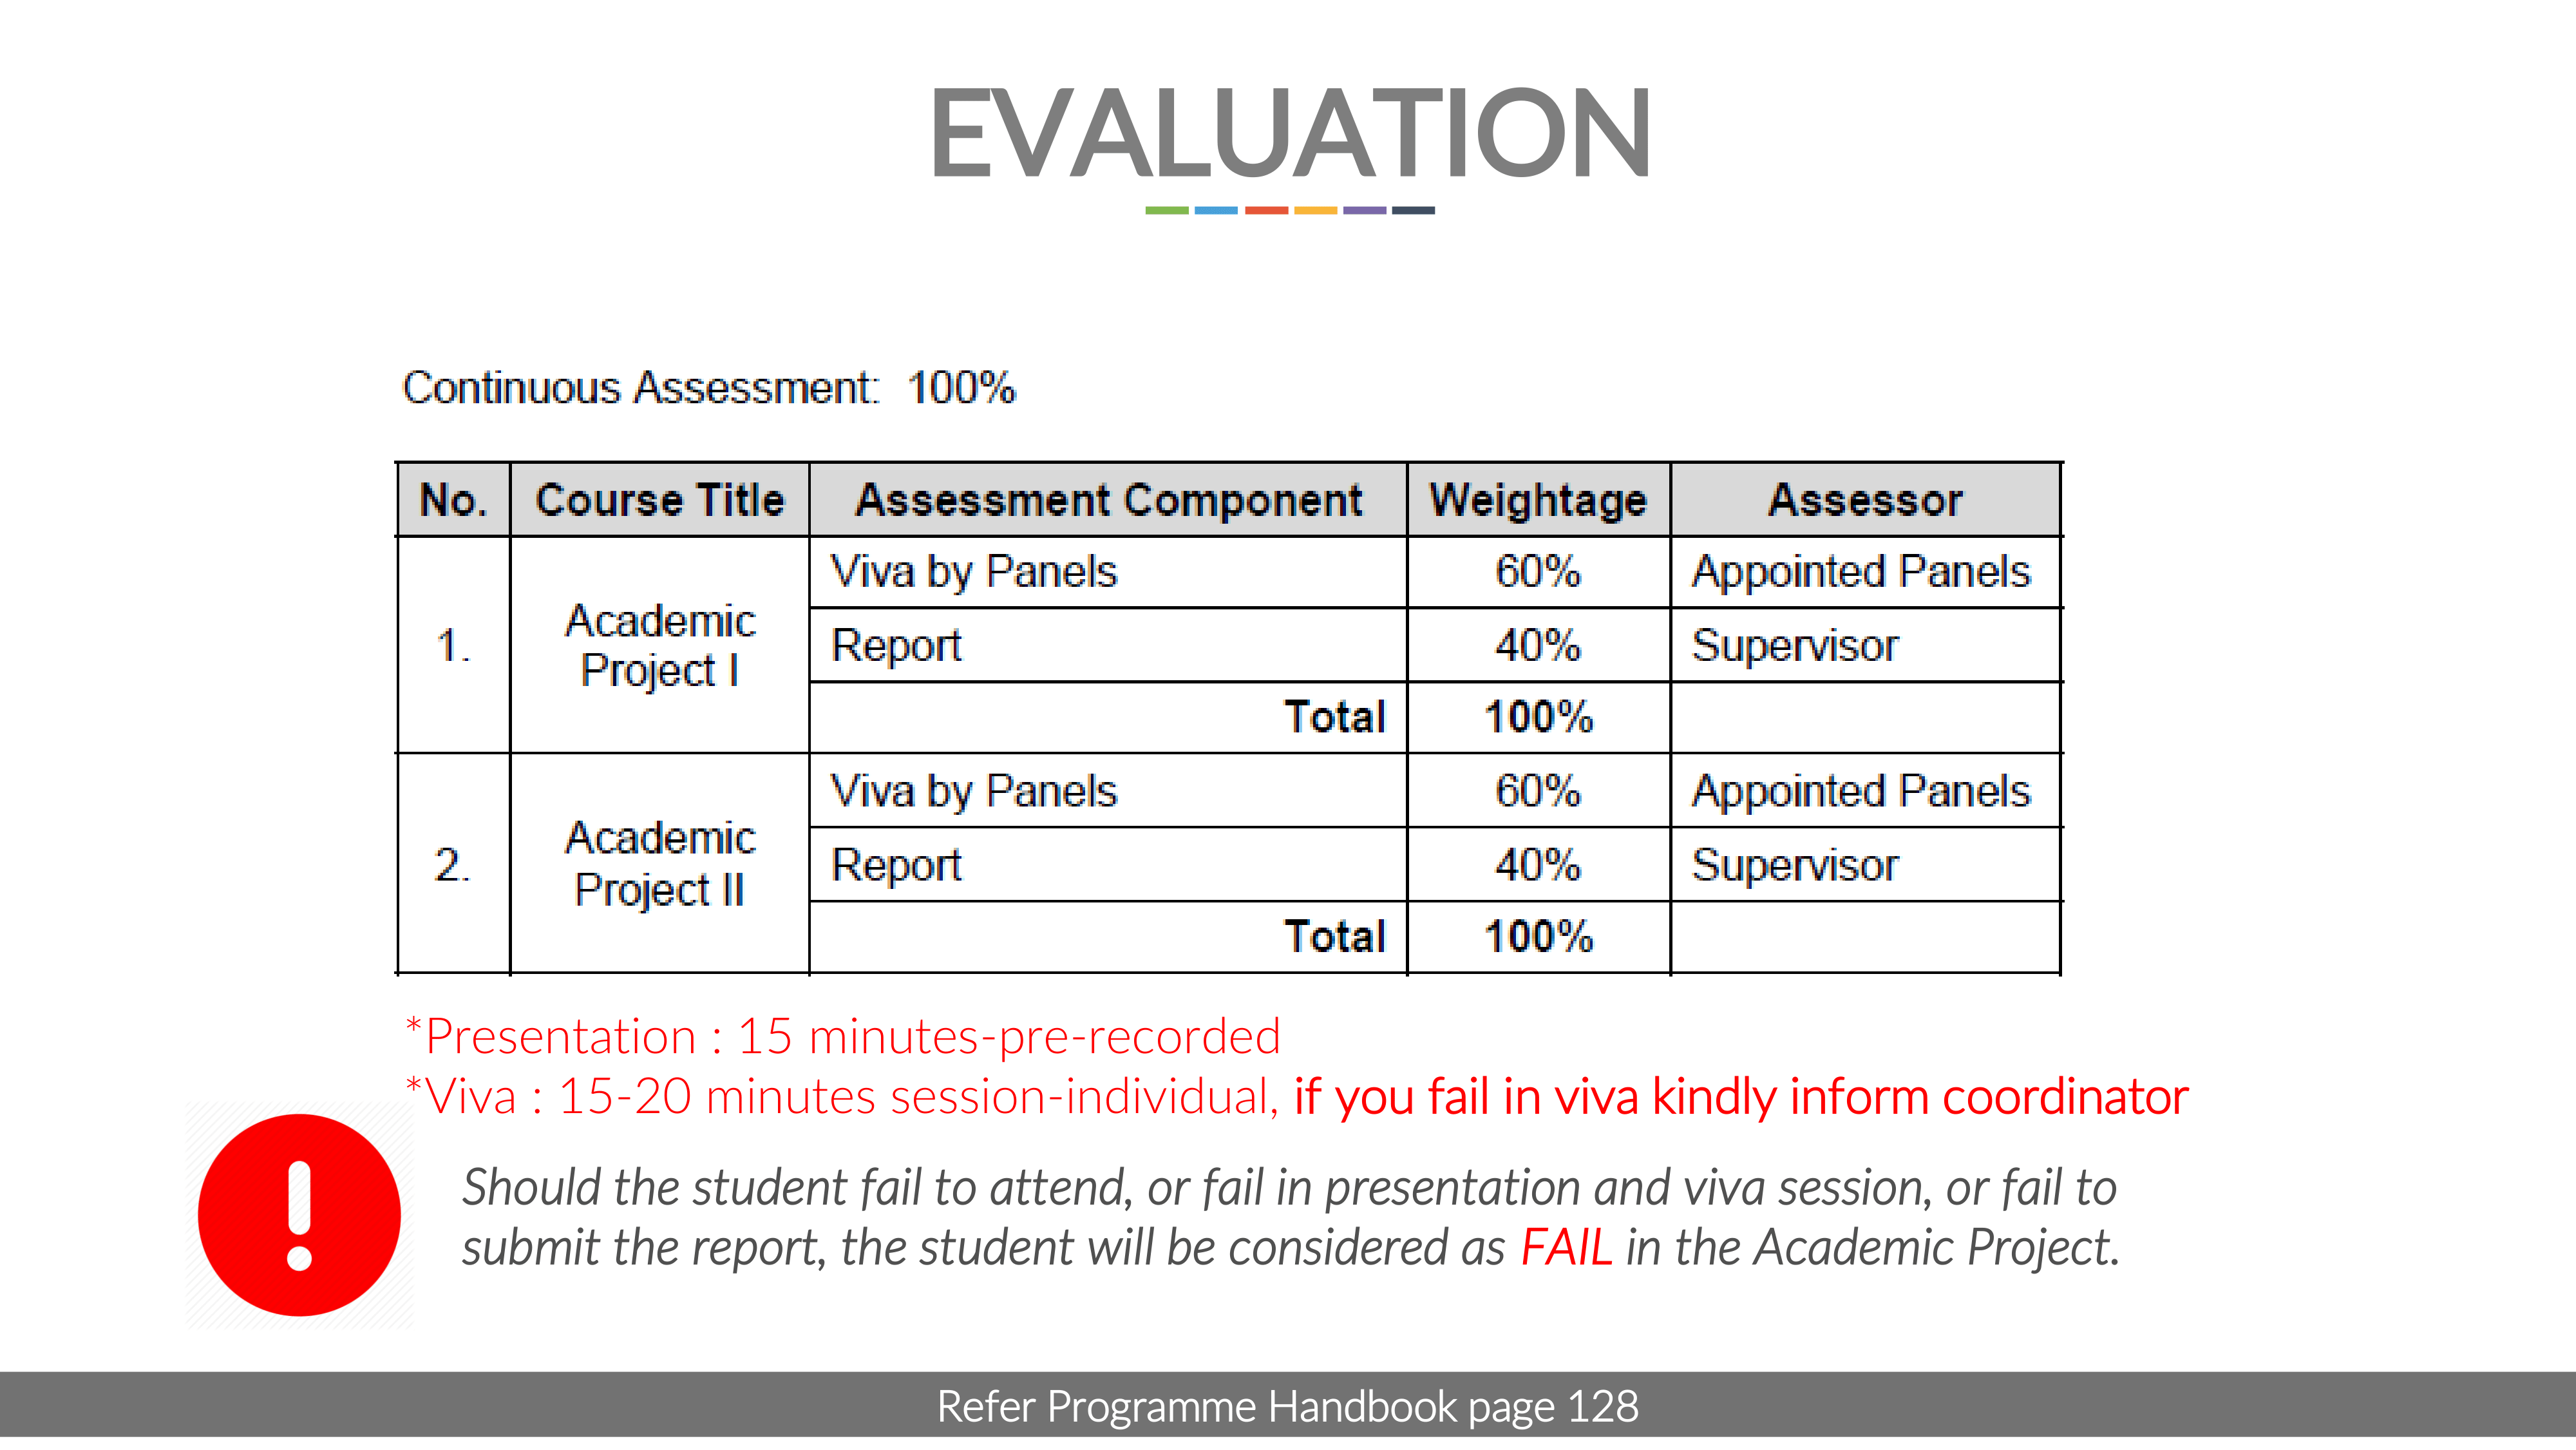 EVALUATION
Continuous Assessment: 100%
No. Course Title Assessment Component Weightage Assessor
1. Academic Project I Viva by Panels 60% Appointed Panels
Report 40% Supervisor
Total 100%
2. Academic Project II Viva by Panels 60% Appointed Panels
Report 40% Supervisor
Total 100%
*Presentation : 15 minutes-pre-recorded
*Viva : 15-20 minutes session-individual, if you fail in viva kindly inform coordinator
Should the student fail to attend, or fail in presentation and viva session, or fail to
submit the report, the student will be considered as FAIL in the Academic Project.
Refer Programme Handbook page 128